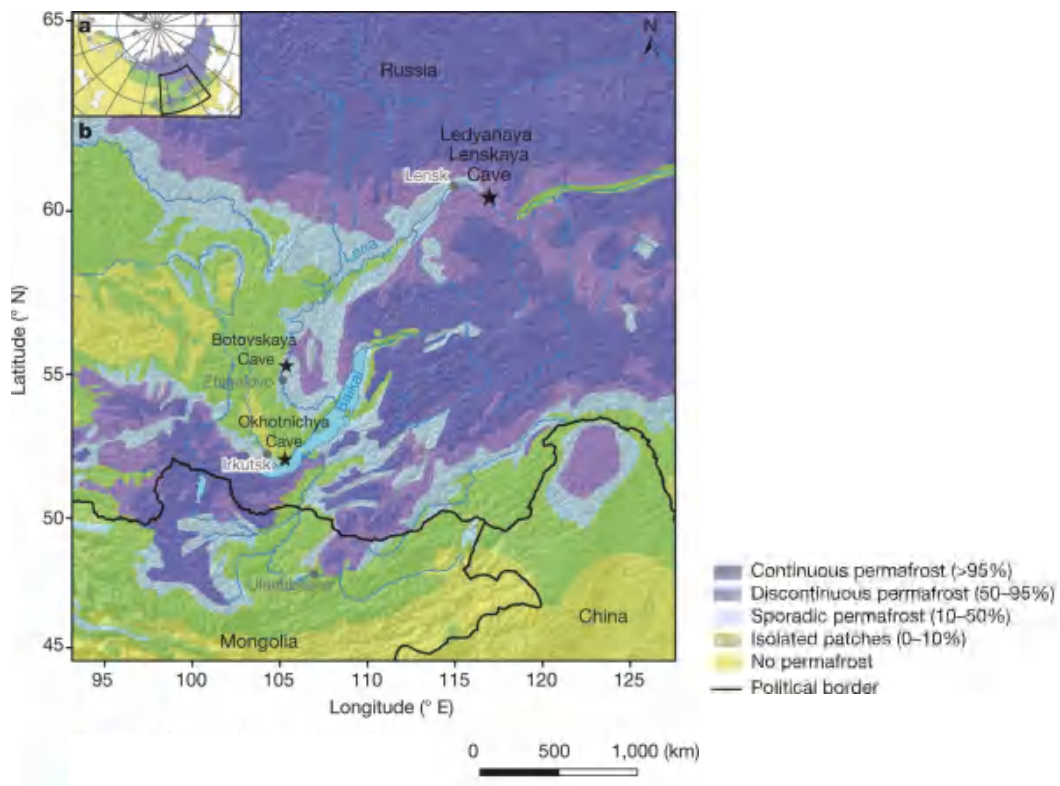 65
a
N
Russia
b
Ledyanaya
Lenskaya
Cave
Lensk
60
Lena
Latitude (° N)
Botovskaya
Cave
55
Baikal
Okhotnichya
Cave
Irkutsk
50
Continuous permafrost (>95%)
Discontinuous permafrost (50–95%)
Sporadic permafrost (10–50%)
Isolated patches (0–10%)
No permafrost
Political border
China
Mongolia
45
95 100 105 110 115 120 125
Longitude (° E)
0 500 1,000 (km)